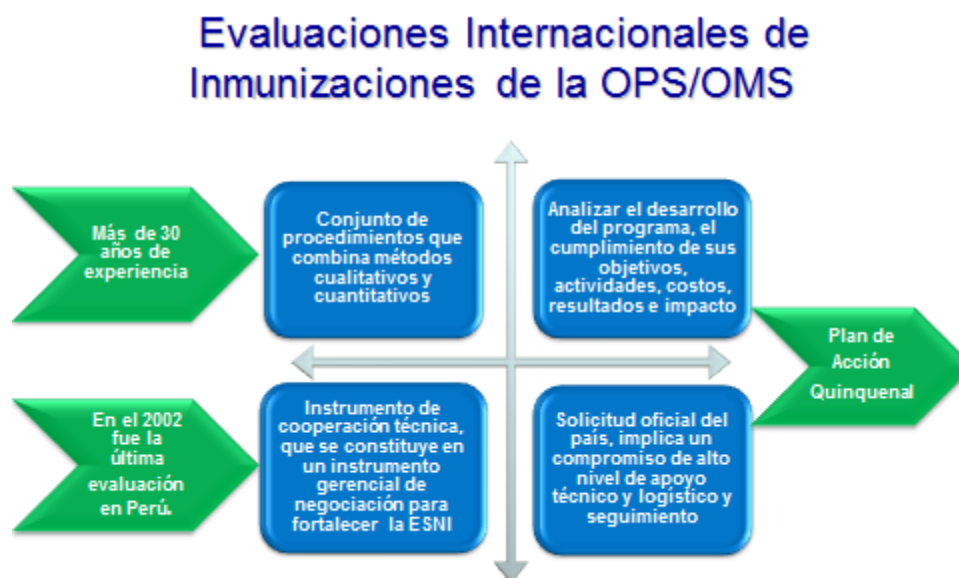 Evaluaciones Internacionales de
Inmunizaciones de la OPS/OMS
Más de 30
años de
experiencia
Conjunto de
procedimientos que
combina métodos
cualitativos y
cuantitativos
Analizar el desarrollo
del programa, el
cumplimiento de sus
objetivos,
actividades, costos,
resultados e impacto
Plan de
Acción
Quinquenal
En el 2002
fue la
última
evaluación
en Perú.
Instrumento de
cooperación técnica,
que se constituye en
un instrumento
gerencial de
negociación para
fortalecer la ESNI
Solicitud oficial del
país, implica un
compromiso de alto
nivel de apoyo
técnico y logístico y
seguimiento